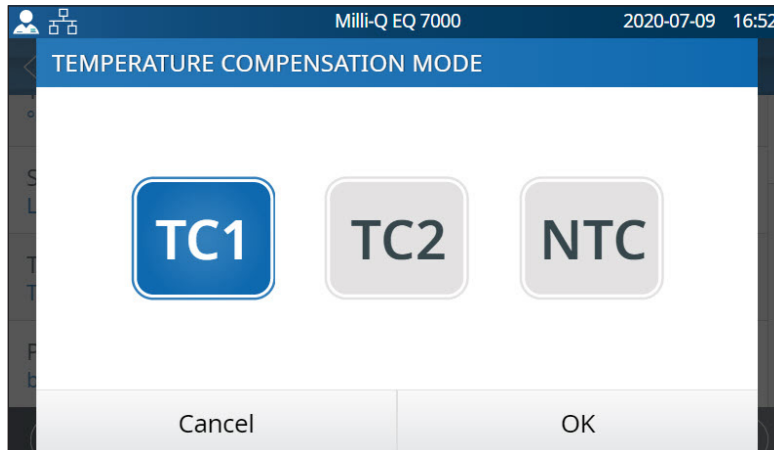 Milli-Q EQ 7000 2020-07-09 16:52
TEMPERATURE COMPENSATION MODE
TC1 TC2 NTC
Cancel OK